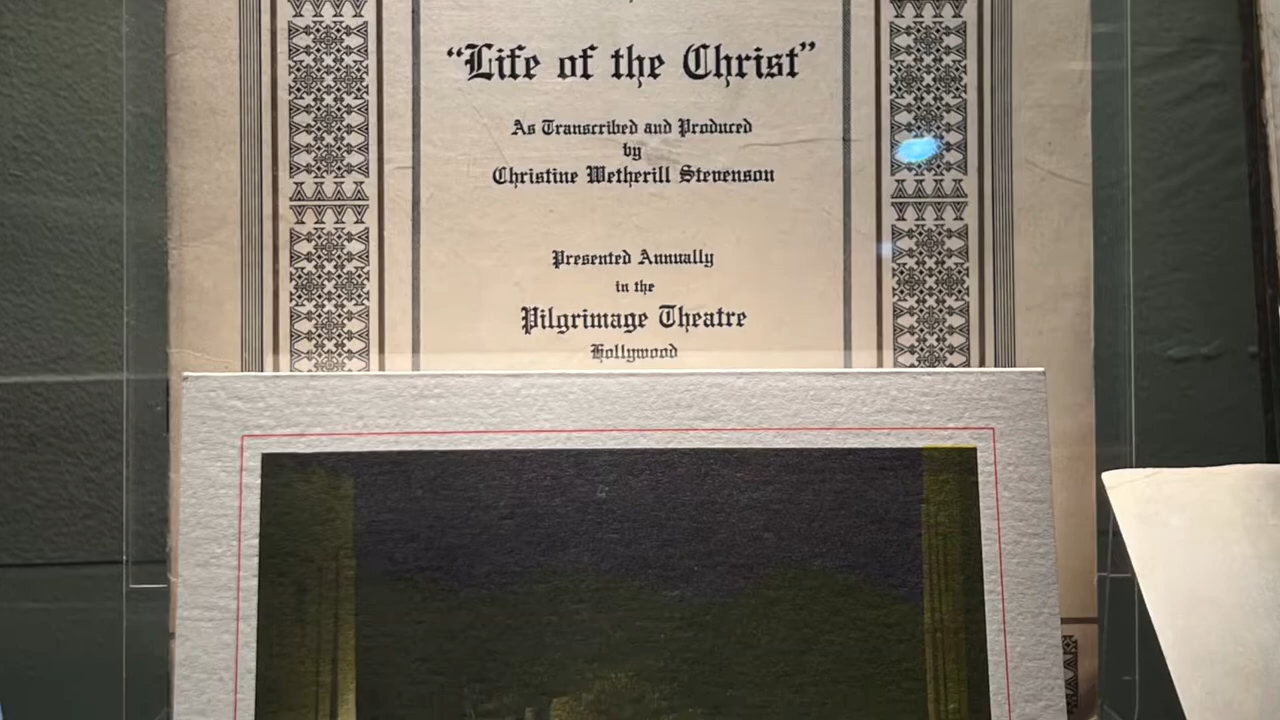 “Life of the Christ”
As Transcribed and Produced
by
Christine Wetherill Stevenson
Presented Annually
in the
Pilgrimage Theatre
Hollywood